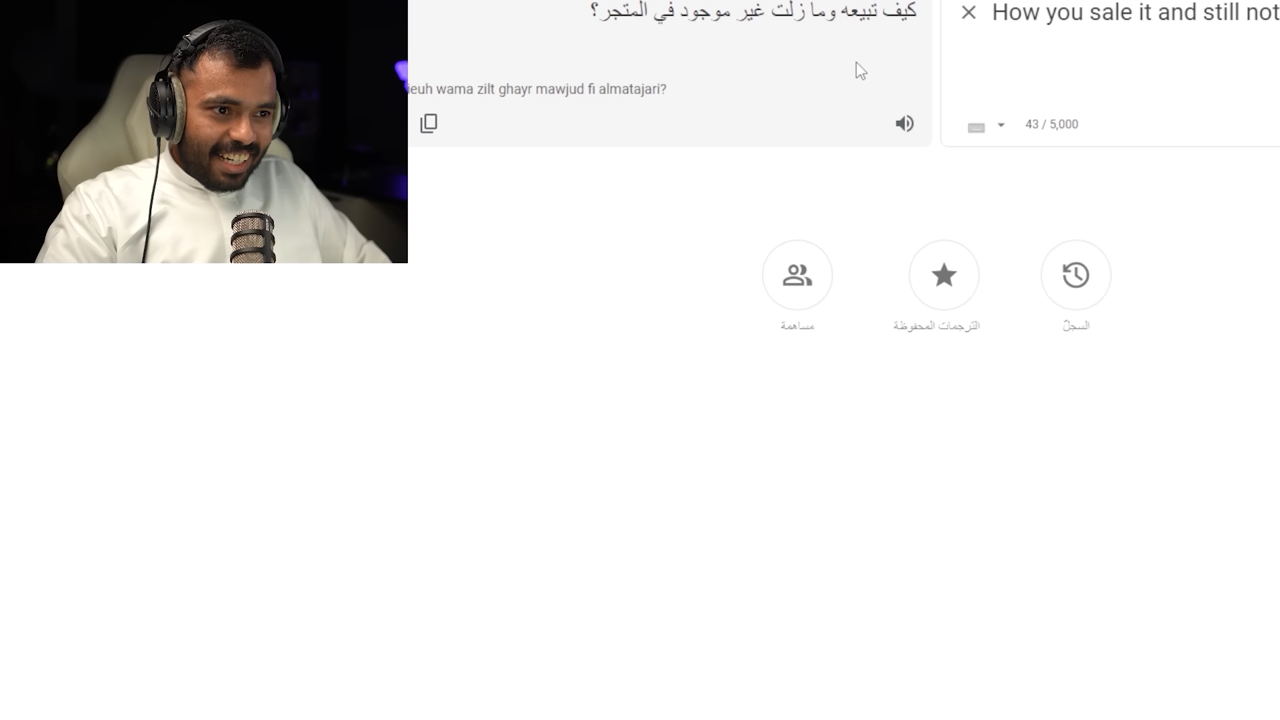 كيف تبيعه وما زلت غير موجود في المتجر؟
How you sale it and still not
ieuh wama zilt ghayr mawjud fi almatajari?
43 / 5,000
مساهمة
الترجمات المحفوظة
السجلّ